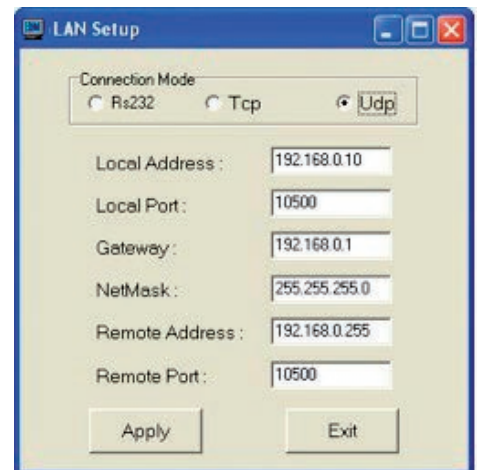 LAN Setup
Connection Mode
Rs232 Tcp Udp
Local Address : 192.168.0.10
Local Port : 10500
Gateway : 192.168.0.1
NetMask : 255.255.255.0
Remote Address : 192.168.0.255
Remote Port : 10500
Apply Exit